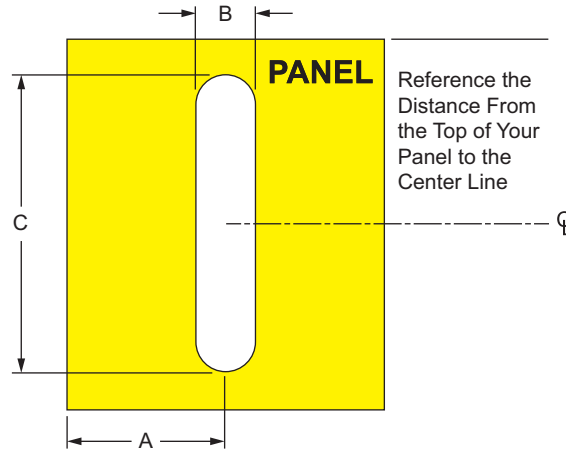 B
PANEL
Reference the
Distance From
the Top of Your
Panel to the
Center Line
C
℄
A